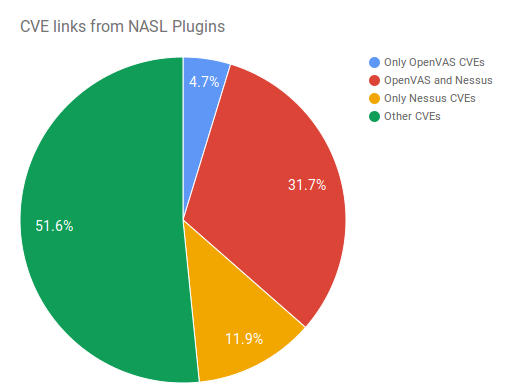 CVE links from NASL Plugins
Only OpenVAS CVEs
OpenVAS and Nessus
Only Nessus CVEs
Other CVEs
4.7%
31.7%
51.6%
11.9%